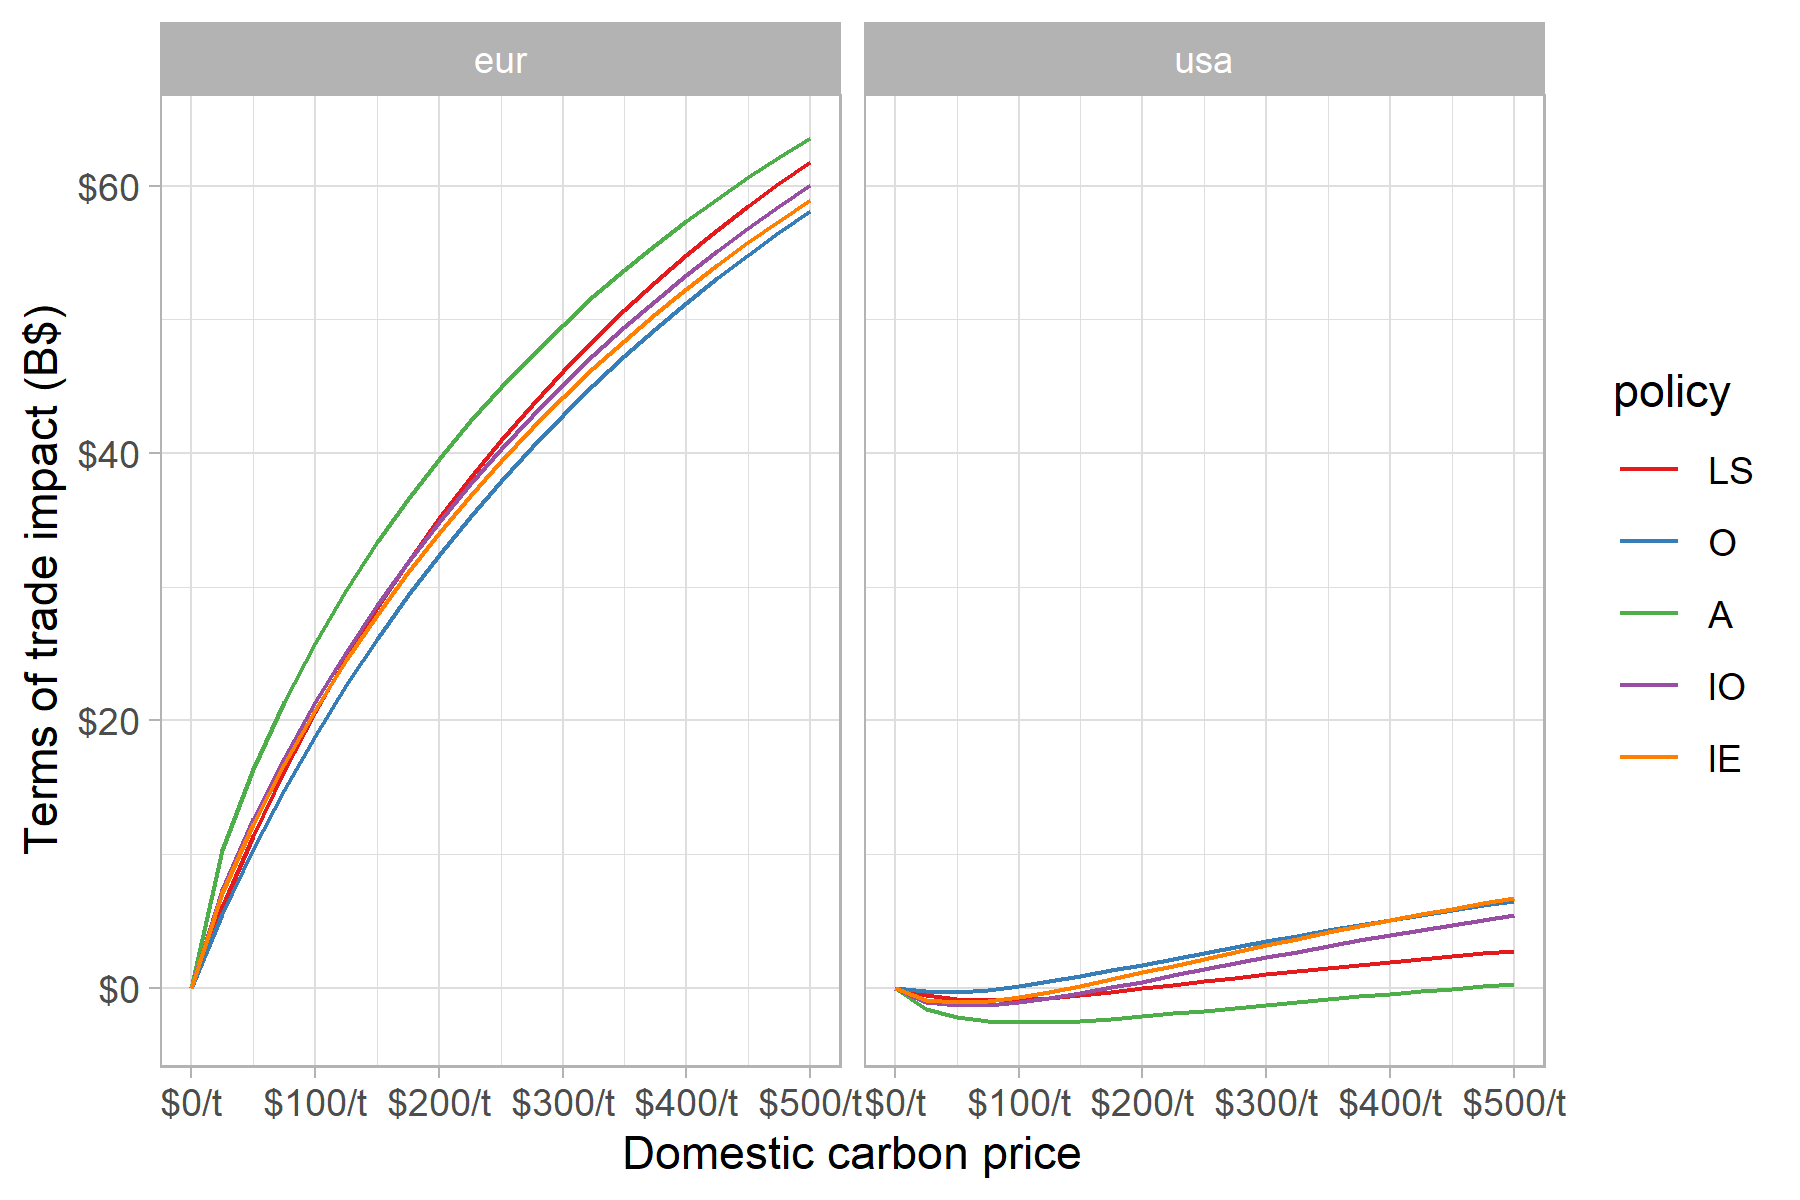 eur
usa
Terms of trade impact (B$)
$60
$40
$20
$0
$0/t
$100/t
$200/t
$300/t
$400/t
$500/t
$0/t
$100/t
$200/t
$300/t
$400/t
$500/t
Domestic carbon price
policy
LS
O
A
IO
IE